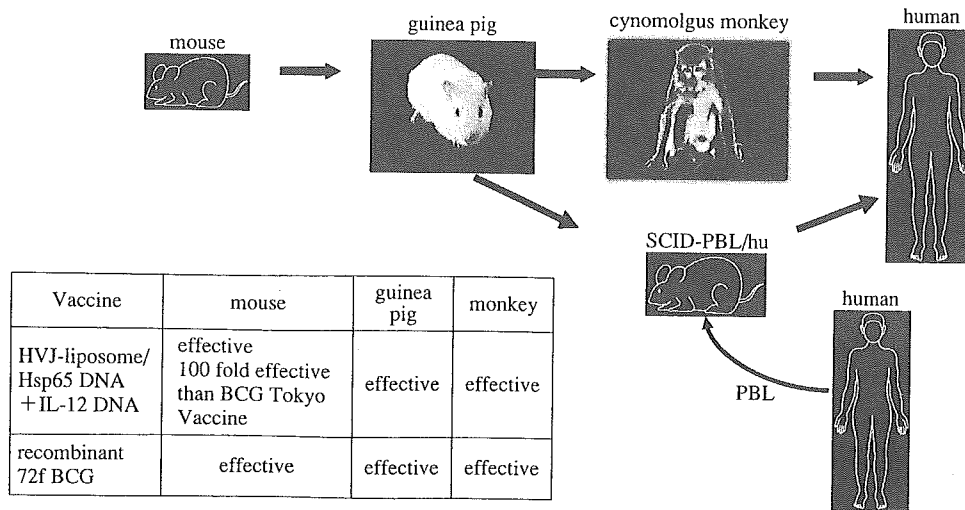 mouse
guinea pig
cynomolgus monkey
human
SCID-PBL/hu
human
PBL
Vaccine
mouse
guinea
pig
monkey
HVJ-liposome/
Hsp65 DNA
+IL-12 DNA
effective
100 fold effective
than BCG Tokyo
Vaccine
effective
effective
recombinant
72f BCG
effective
effective
effective